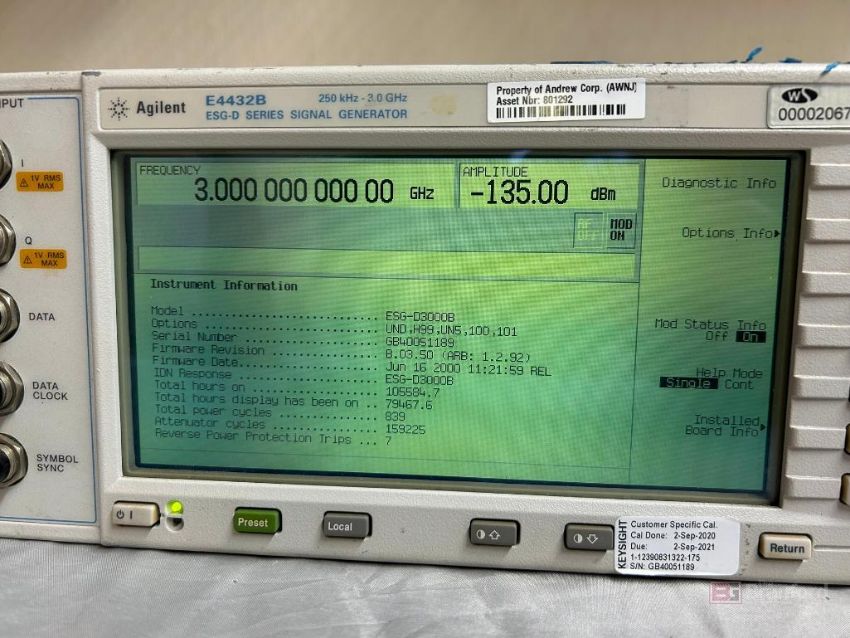 INPUT
Agilent
E4432B
250 kHz - 3.0 GHz
ESG-D SERIES SIGNAL GENERATOR
Property of Andrew Corp. (AWNJ)
Asset Nbr: 801292
WS
00002067
I
1V RMS
MAX
Q
1V RMS
MAX
DATA
DATA
CLOCK
SYMBOL
SYNC
FREQUENCY
3.000 000 000 00 GHz
AMPLITUDE
-135.00 dBm
RF
OFF
MOD
ON
Instrument Information
Model ............................ ESG-D3000B
Options .......................... UND,H99,UN5,100,101
Serial Number .................... GB40051189
Firmware Revision ................ B.03.50 (ARB: 1.2.92)
Firmware Date..................... Jun 16 2000 11:21:59 REL
IDN Response ..................... ESG-D3000B
Total hours on ................... 105584.7
Total hours display has been on .. 79467.6
Total power cycles ............... 839
Attenuator cycles ................ 159225
Reverse Power Protection Trips ... 7
Diagnostic Info
Options Info
Mod Status Info
Off On
Help Mode
Single Cont
Installed
Board Info
Preset
Local
KEYSIGHT
Customer Specific Cal.
Cal Done: 2-Sep-2020
Due: 2-Sep-2021
1-12390831322-175
S/N: GB40051189
Return